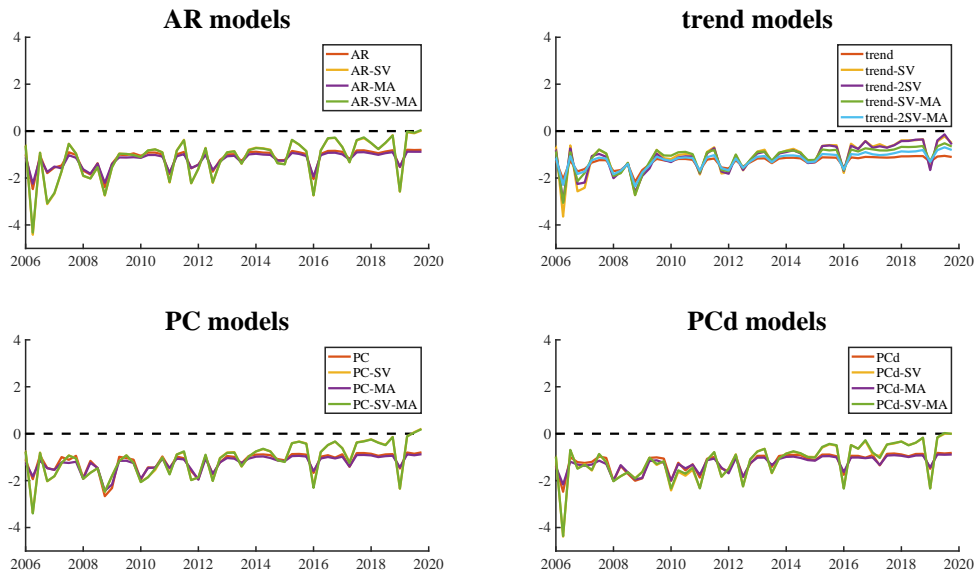 AR models
4
2
0
-2
-4
2006 2008 2010 2012 2014 2016 2018 2020
AR
AR-SV
AR-MA
AR-SV-MA
trend models
4
2
0
-2
-4
2006 2008 2010 2012 2014 2016 2018 2020
trend
trend-SV
trend-2SV
trend-SV-MA
trend-2SV-MA
PC models
4
2
0
-2
-4
2006 2008 2010 2012 2014 2016 2018 2020
PC
PC-SV
PC-MA
PC-SV-MA
PCd models
4
2
0
-2
-4
2006 2008 2010 2012 2014 2016 2018 2020
PCd
PCd-SV
PCd-MA
PCd-SV-MA